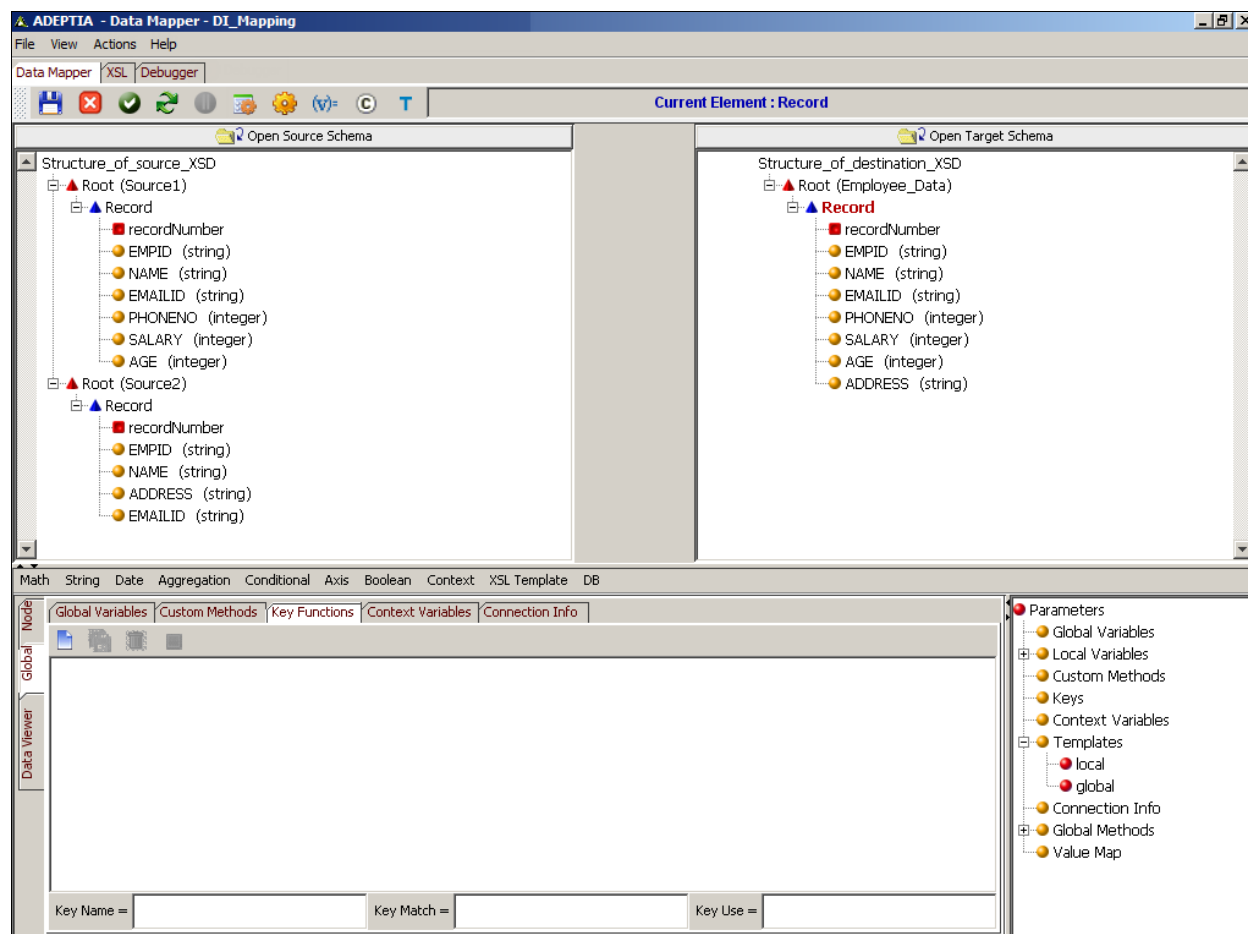 ADEPTIA - Data Mapper - DI_Mapping
File View Actions Help
Data Mapper XSL Debugger
(∀)= © T Current Element : Record
Open Source Schema
Structure_of_source_XSD
Root (Source1)
Record
recordNumber
EMPID (string)
NAME (string)
EMAILID (string)
PHONENO (integer)
SALARY (integer)
AGE (integer)
Root (Source2)
Record
recordNumber
EMPID (string)
NAME (string)
ADDRESS (string)
EMAILID (string)
Open Target Schema
Structure_of_destination_XSD
Root (Employee_Data)
Record
recordNumber
EMPID (string)
NAME (string)
EMAILID (string)
PHONENO (integer)
SALARY (integer)
AGE (integer)
ADDRESS (string)
Math String Date Aggregation Conditional Axis Boolean Context XSL Template DB
Node
Global
Data Viewer
Global Variables Custom Methods Key Functions Context Variables Connection Info
Key Name = Key Match = Key Use =
Parameters
Global Variables
Local Variables
Custom Methods
Keys
Context Variables
Templates
local
global
Connection Info
Global Methods
Value Map